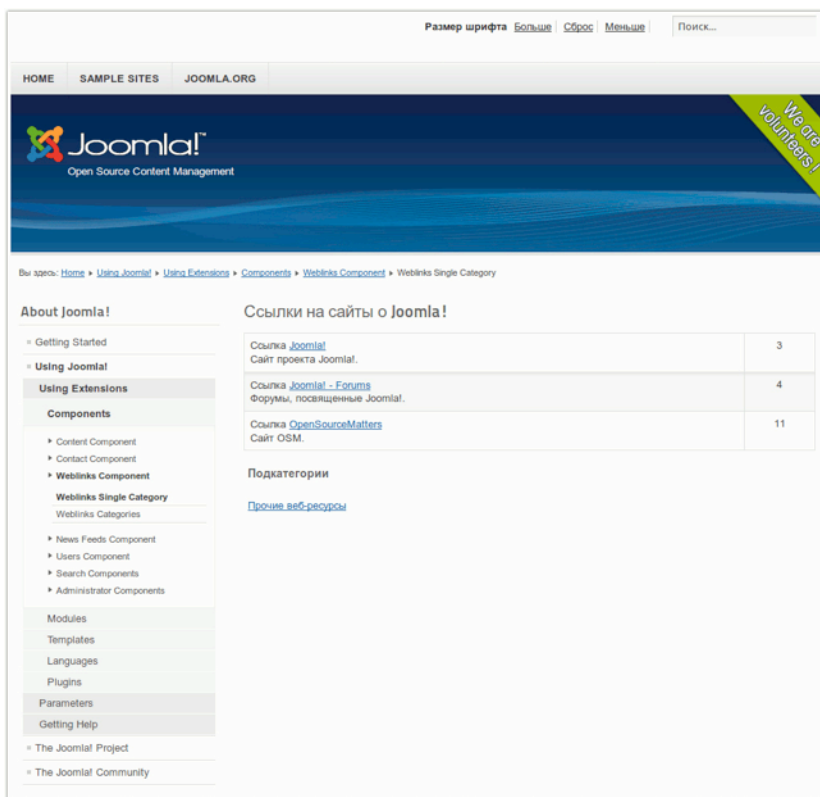 Размер шрифта Больше Сброс Меньше Поиск...
HOME SAMPLE SITES JOOMLA.ORG
Joomla!™
Open Source Content Management
We are
volunteers !
Вы здесь: Home ▸ Using Joomla! ▸ Using Extensions ▸ Components ▸ Weblinks Component ▸ Weblinks Single Category
About Joomla!
Getting Started
Using Joomla!
Using Extensions
Components
Content Component
Contact Component
Weblinks Component
Weblinks Single Category
Weblinks Categories
News Feeds Component
Users Component
Search Components
Administrator Components
Modules
Templates
Languages
Plugins
Parameters
Getting Help
The Joomla! Project
The Joomla! Community
Ссылки на сайты о Joomla!
Ссылка Joomla! 3
Сайт проекта Joomla!.
Ссылка Joomla! - Forums 4
Форумы, посвященные Joomla!.
Ссылка OpenSourceMatters 11
Сайт OSM.
Подкатегории
Прочие веб-ресурсы